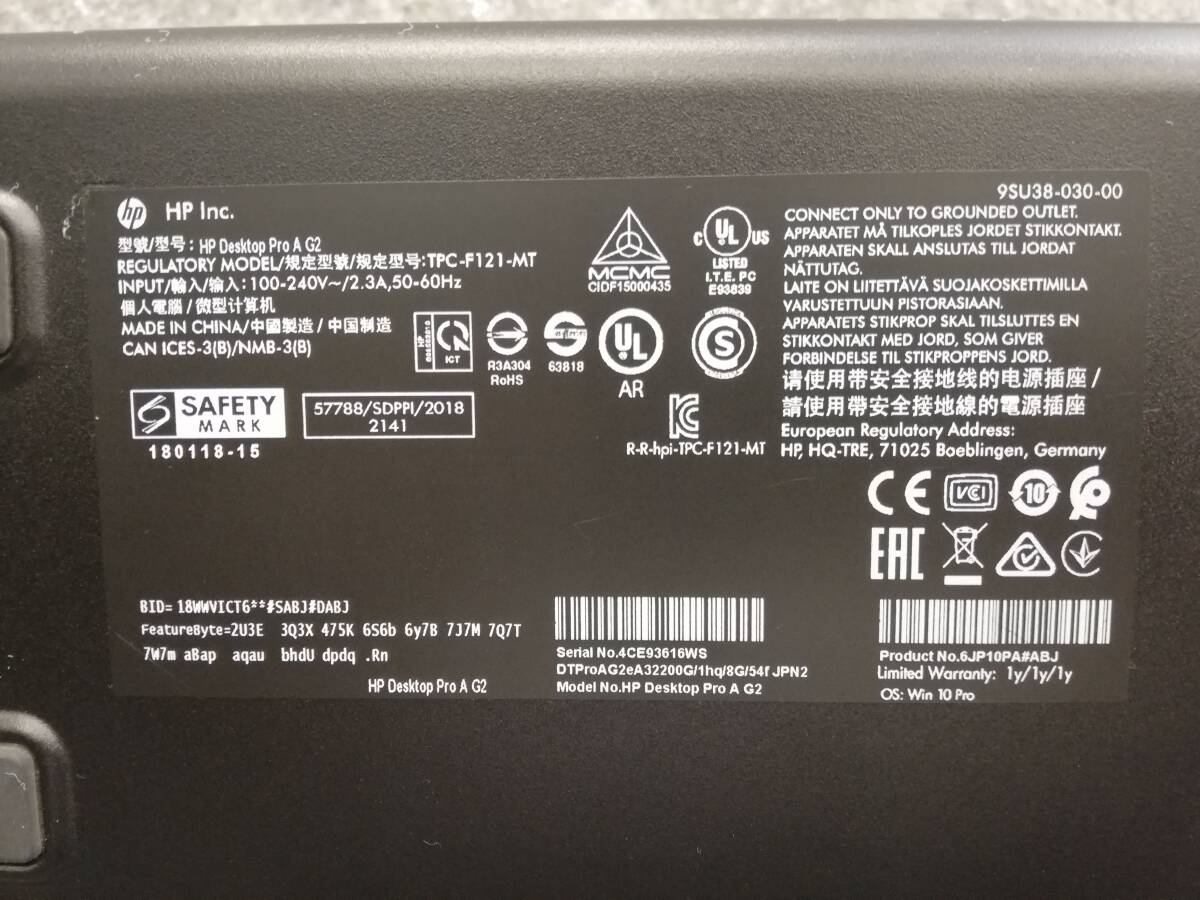 9SU38-030-00
hp HP Inc.
型號/型号: HP Desktop Pro A G2
REGULATORY MODEL/規定型號/规定型号:TPC-F121-MT
INPUT/輸入/输入: 100-240V~/2.3A,50-60Hz
個人電腦 / 微型计算机
MADE IN CHINA/中國製造 / 中国制造
CAN ICES-3(B)/NMB-3(B)
SAFETY
MARK
180118-15
57788/SDPPI/2018
2141
HP
ICT
R3A304
RoHS
63818
MCMC
CIDF15000435
C UL US
LISTED
I.T.E. PC
E93839
UL
AR
S
R-R-hpi-TPC-F121-MT
CONNECT ONLY TO GROUNDED OUTLET.
APPARATET MÅ TILKOPLES JORDET STIKKONTAKT.
APPARATEN SKALL ANSLUTAS TILL JORDAT
NÄTTUTAG.
LAITE ON LIITETTÄVÄ SUOJAKOSKETTIMILLA
VARUSTETTUUN PISTORASIAAN.
APPARATETS STIKPROP SKAL TILSLUTTES EN
STIKKONTAKT MED JORD, SOM GIVER
FORBINDELSE TIL STIKPROPPENS JORD.
请使用带安全接地线的电源插座 /
請使用帶安全接地線的電源插座
European Regulatory Address:
HP, HQ-TRE, 71025 Boeblingen, Germany
CE VCI 10
EAC
BID= 18WWVICT6**#SABJ#DABJ
FeatureByte=2U3E 3Q3X 475K 6S6b 6y7B 7J7M 7Q7T
7W7m aBap aqau bhdU dpdq .Rn
HP Desktop Pro A G2
Serial No.4CE93616WS
DTProAG2eA32200G/1hq/8G/54f JPN2
Model No.HP Desktop Pro A G2
Product No.6JP10PA#ABJ
Limited Warranty: 1y/1y/1y
OS: Win 10 Pro